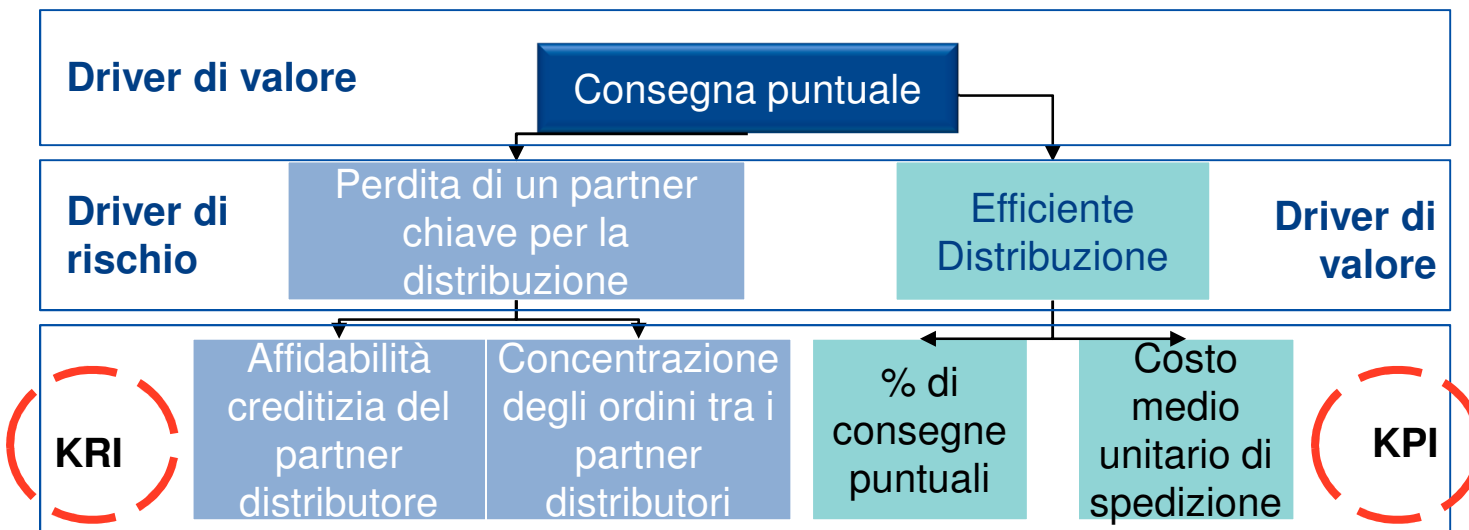 Driver di valore
Consegna puntuale
Driver di
rischio
Perdita di un partner
chiave per la
distribuzione
Efficiente
Distribuzione
Driver di
valore
KRI
Affidabilità
creditizia del
partner
distributore
Concentrazione
degli ordini tra i
partner
distributori
% di
consegne
puntuali
Costo
medio
unitario di
spedizione
KPI